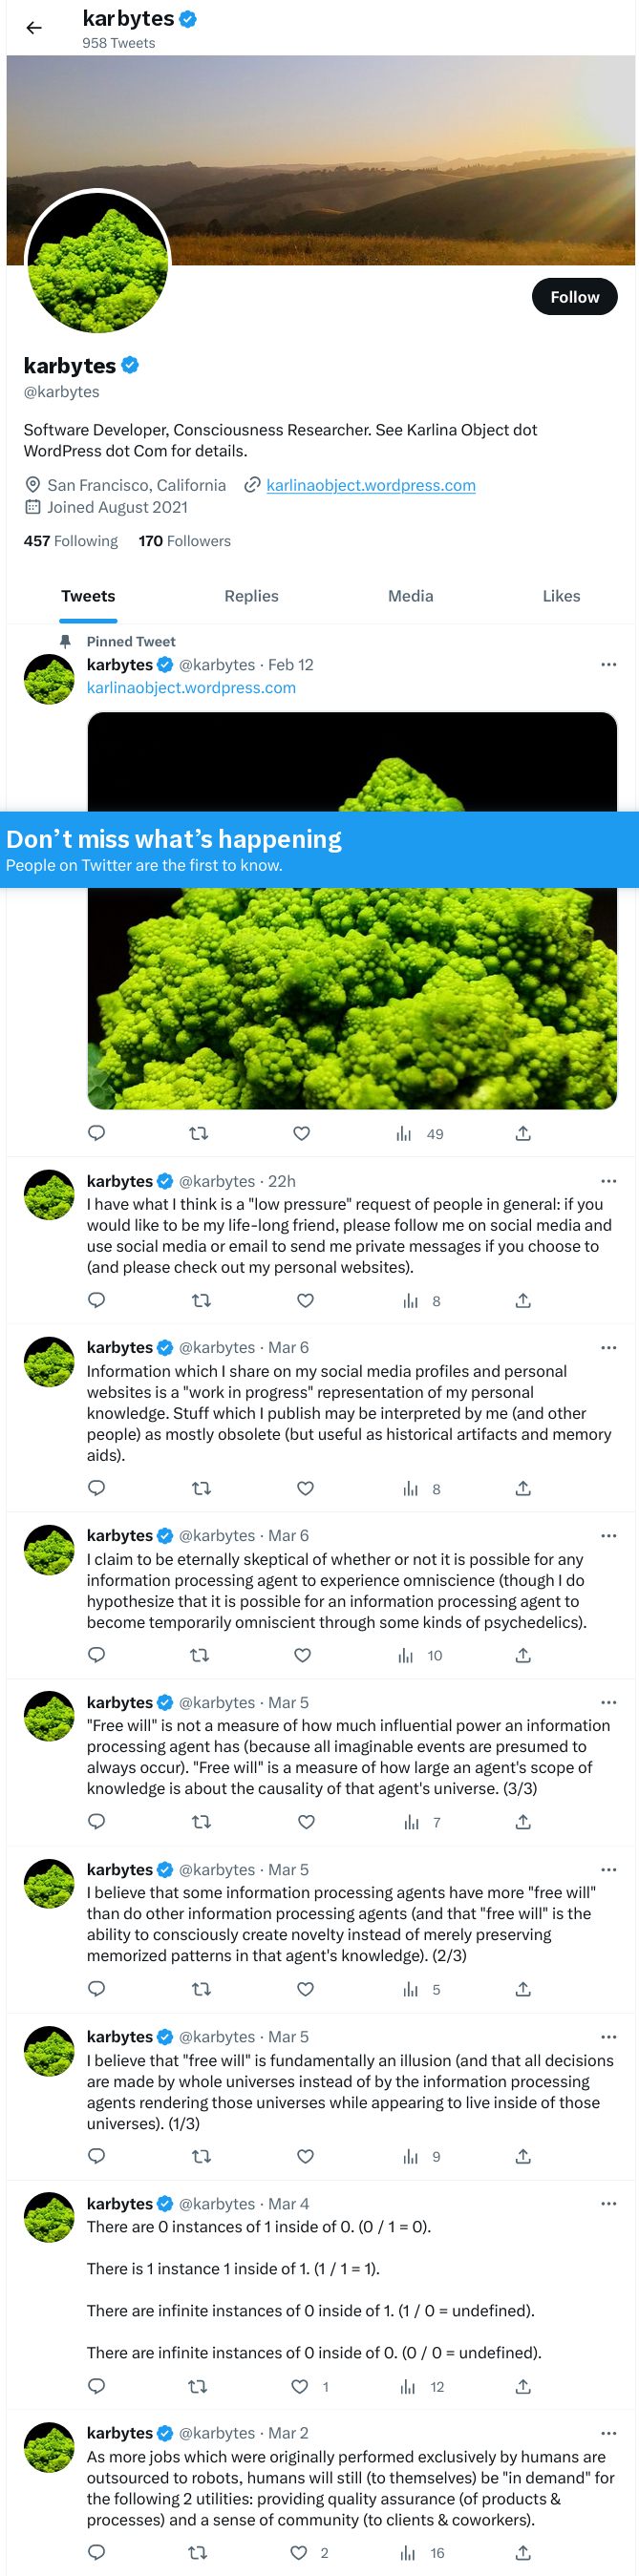 karbytes
958 Tweets
Follow
karbytes
@karbytes
Software Developer, Consciousness Researcher. See Karlina Object dot
WordPress dot Com for details.
San Francisco, California karlinaobject.wordpress.com
Joined August 2021
457 Following 170 Followers
Tweets Replies Media Likes
Pinned Tweet
karbytes @karbytes · Feb 12
karlinaobject.wordpress.com
Don't miss what's happening
People on Twitter are the first to know.
49
karbytes @karbytes · 22h
I have what I think is a "low pressure" request of people in general: if you
would like to be my life-long friend, please follow me on social media and
use social media or email to send me private messages if you choose to
(and please check out my personal websites).
8
karbytes @karbytes · Mar 6
Information which I share on my social media profiles and personal
websites is a "work in progress" representation of my personal
knowledge. Stuff which I publish may be interpreted by me (and other
people) as mostly obsolete (but useful as historical artifacts and memory
aids).
8
karbytes @karbytes · Mar 6
I claim to be eternally skeptical of whether or not it is possible for any
information processing agent to experience omniscience (though I do
hypothesize that it is possible for an information processing agent to
become temporarily omniscient through some kinds of psychedelics).
10
karbytes @karbytes · Mar 5
"Free will" is not a measure of how much influential power an information
processing agent has (because all imaginable events are presumed to
always occur). "Free will" is a measure of how large an agent's scope of
knowledge is about the causality of that agent's universe. (3/3)
7
karbytes @karbytes · Mar 5
I believe that some information processing agents have more "free will"
than do other information processing agents (and that "free will" is the
ability to consciously create novelty instead of merely preserving
memorized patterns in that agent's knowledge). (2/3)
5
karbytes @karbytes · Mar 5
I believe that "free will" is fundamentally an illusion (and that all decisions
are made by whole universes instead of by the information processing
agents rendering those universes while appearing to live inside of those
universes). (1/3)
9
karbytes @karbytes · Mar 4
There are 0 instances of 1 inside of 0. (0 / 1 = 0).
There is 1 instance 1 inside of 1. (1 / 1 = 1).
There are infinite instances of 0 inside of 1. (1 / 0 = undefined).
There are infinite instances of 0 inside of 0. (0 / 0 = undefined).
1 12
karbytes @karbytes · Mar 2
As more jobs which were originally performed exclusively by humans are
outsourced to robots, humans will still (to themselves) be "in demand" for
the following 2 utilities: providing quality assurance (of products &
processes) and a sense of community (to clients & coworkers).
2 16